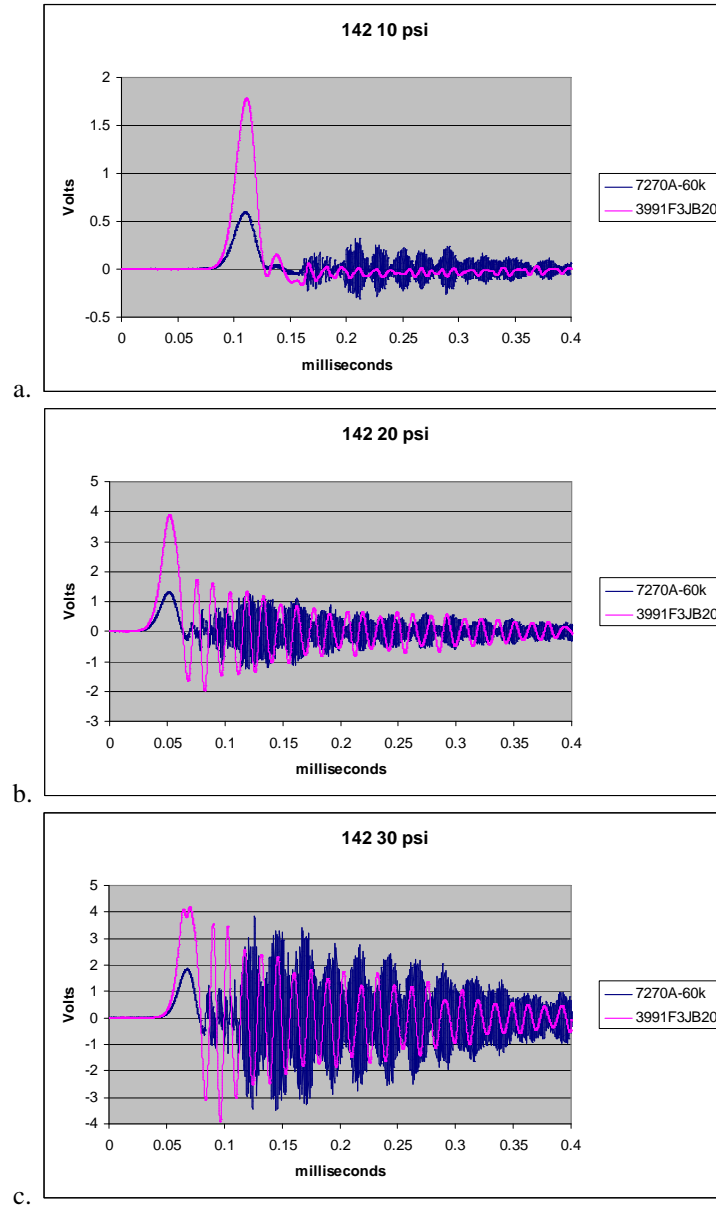 142 10 psi
2
1.5
1
0.5
0
-0.5
Volts
0 0.05 0.1 0.15 0.2 0.25 0.3 0.35 0.4
milliseconds
7270A-60k
3991F3JB20
a.
142 20 psi
5
4
3
2
1
0
-1
-2
-3
Volts
0 0.05 0.1 0.15 0.2 0.25 0.3 0.35 0.4
milliseconds
7270A-60k
3991F3JB20
b.
142 30 psi
5
4
3
2
1
0
-1
-2
-3
-4
Volts
0 0.05 0.1 0.15 0.2 0.25 0.3 0.35 0.4
milliseconds
7270A-60k
3991F3JB20
c.